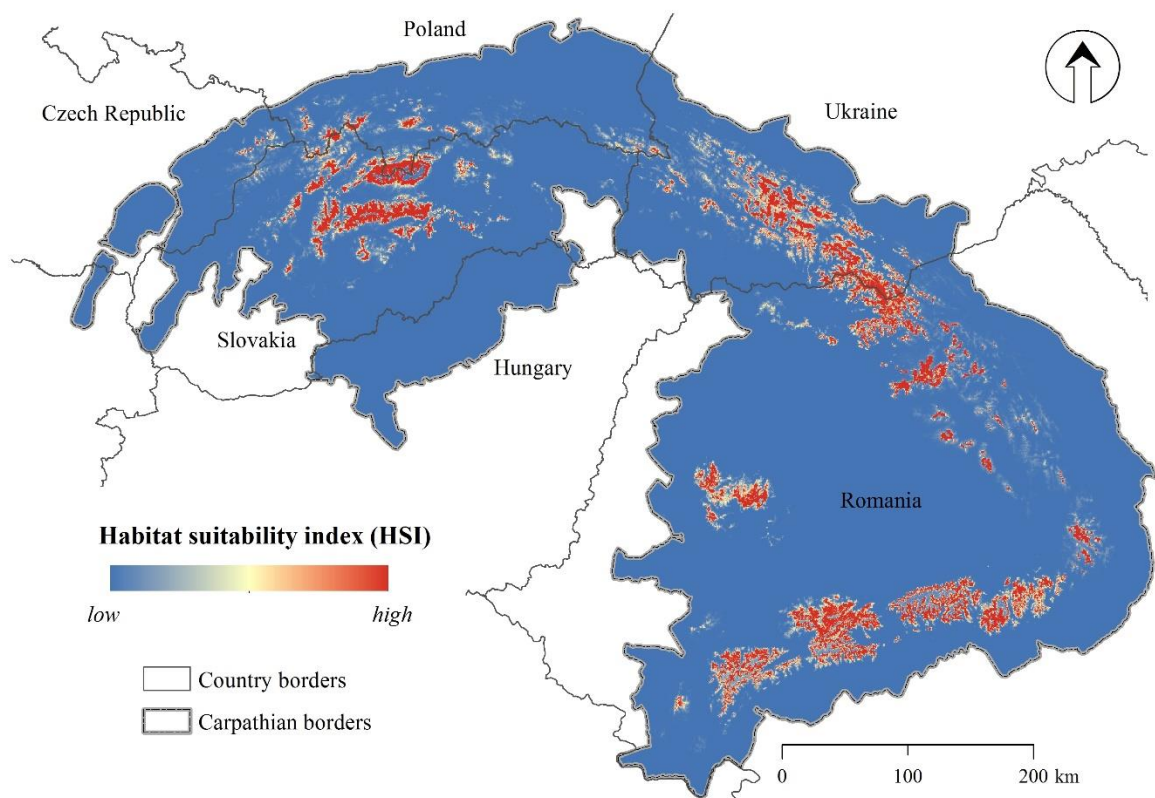 Poland
Czech Republic
Ukraine
Slovakia
Hungary
Romania
Habitat suitability index (HSI)
low high
Country borders
Carpathian borders
0 100 200 km